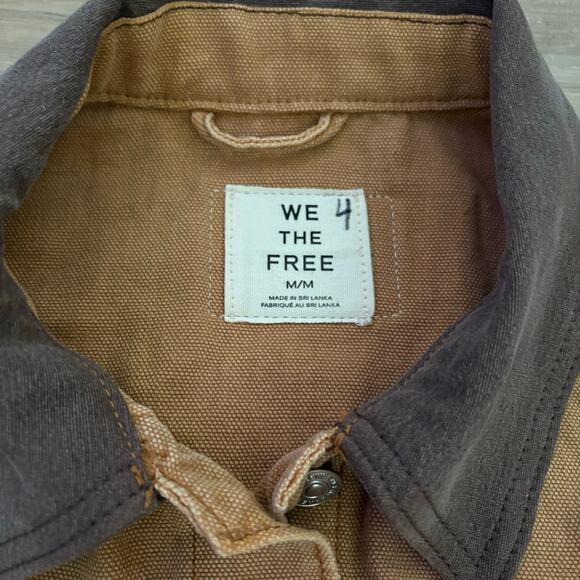 WE 4
THE
FREE
M/M
MADE IN SRI LANKA
FABRIQUÉ AU SRI LANKA